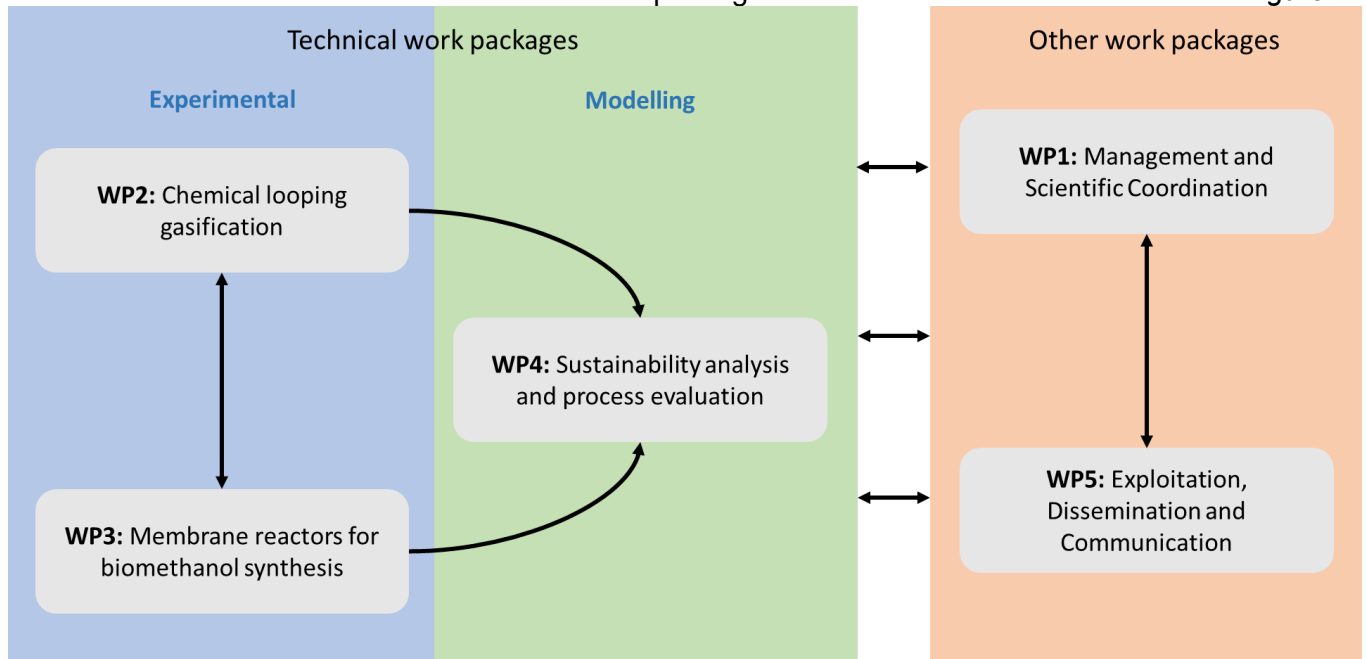 Technical work packages
Other work packages
Experimental
Modelling
WP2: Chemical looping
gasification
WP3: Membrane reactors for
biomethanol synthesis
WP4: Sustainability analysis
and process evaluation
WP1: Management and
Scientific Coordination
WP5: Exploitation,
Dissemination and
Communication